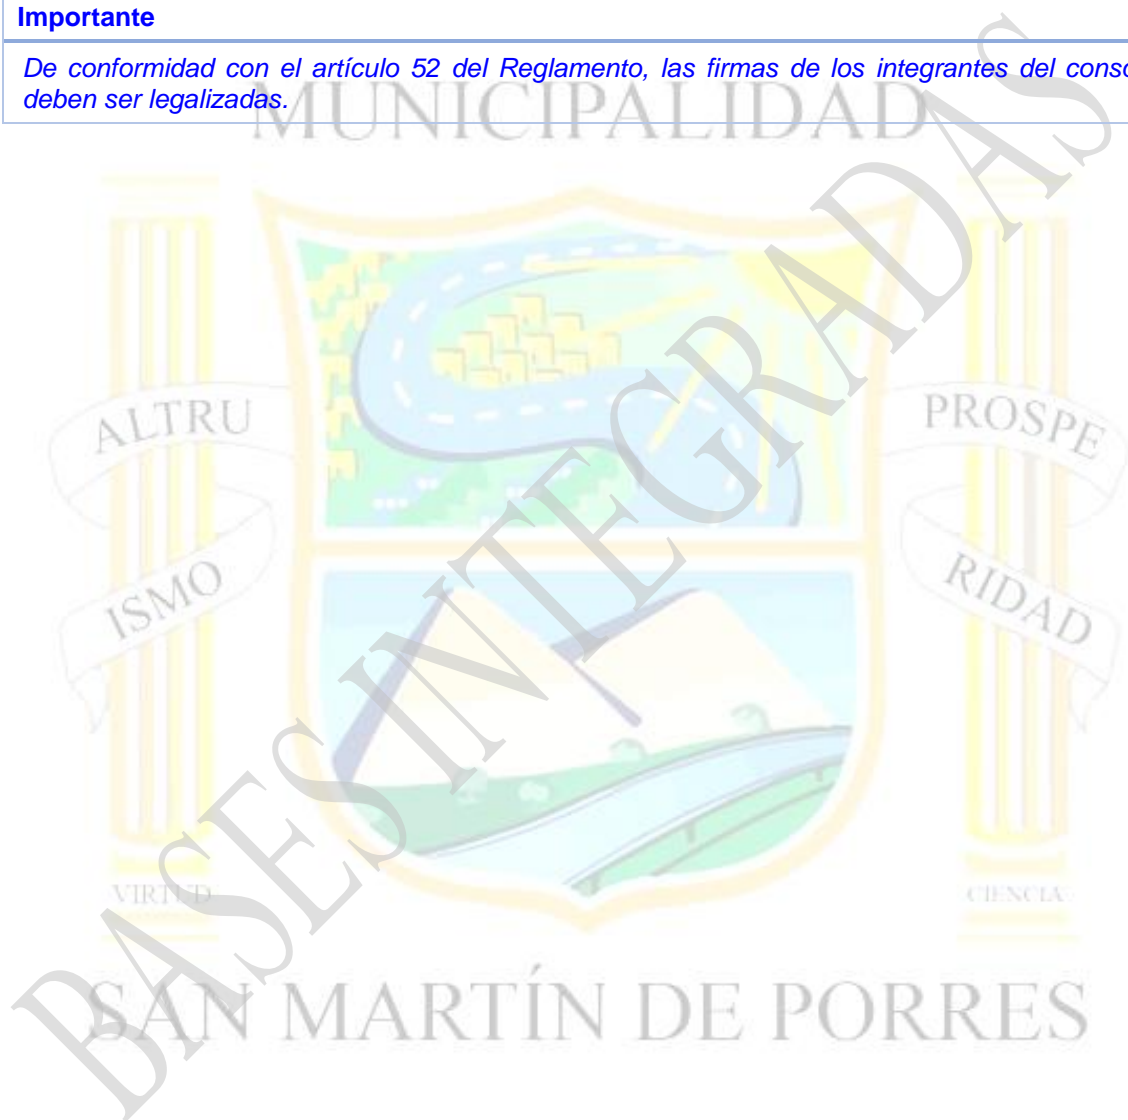 Importante
De conformidad con el artículo 52 del Reglamento, las firmas de los integrantes del
deben ser legalizadas.
MUNICIPALIDAD
ALTRU
PROSPE
ISMO
RIDAD
VIRTUD
CIENCIA
BASES INTEGRADAS
SAN MARTÍN DE PORRES